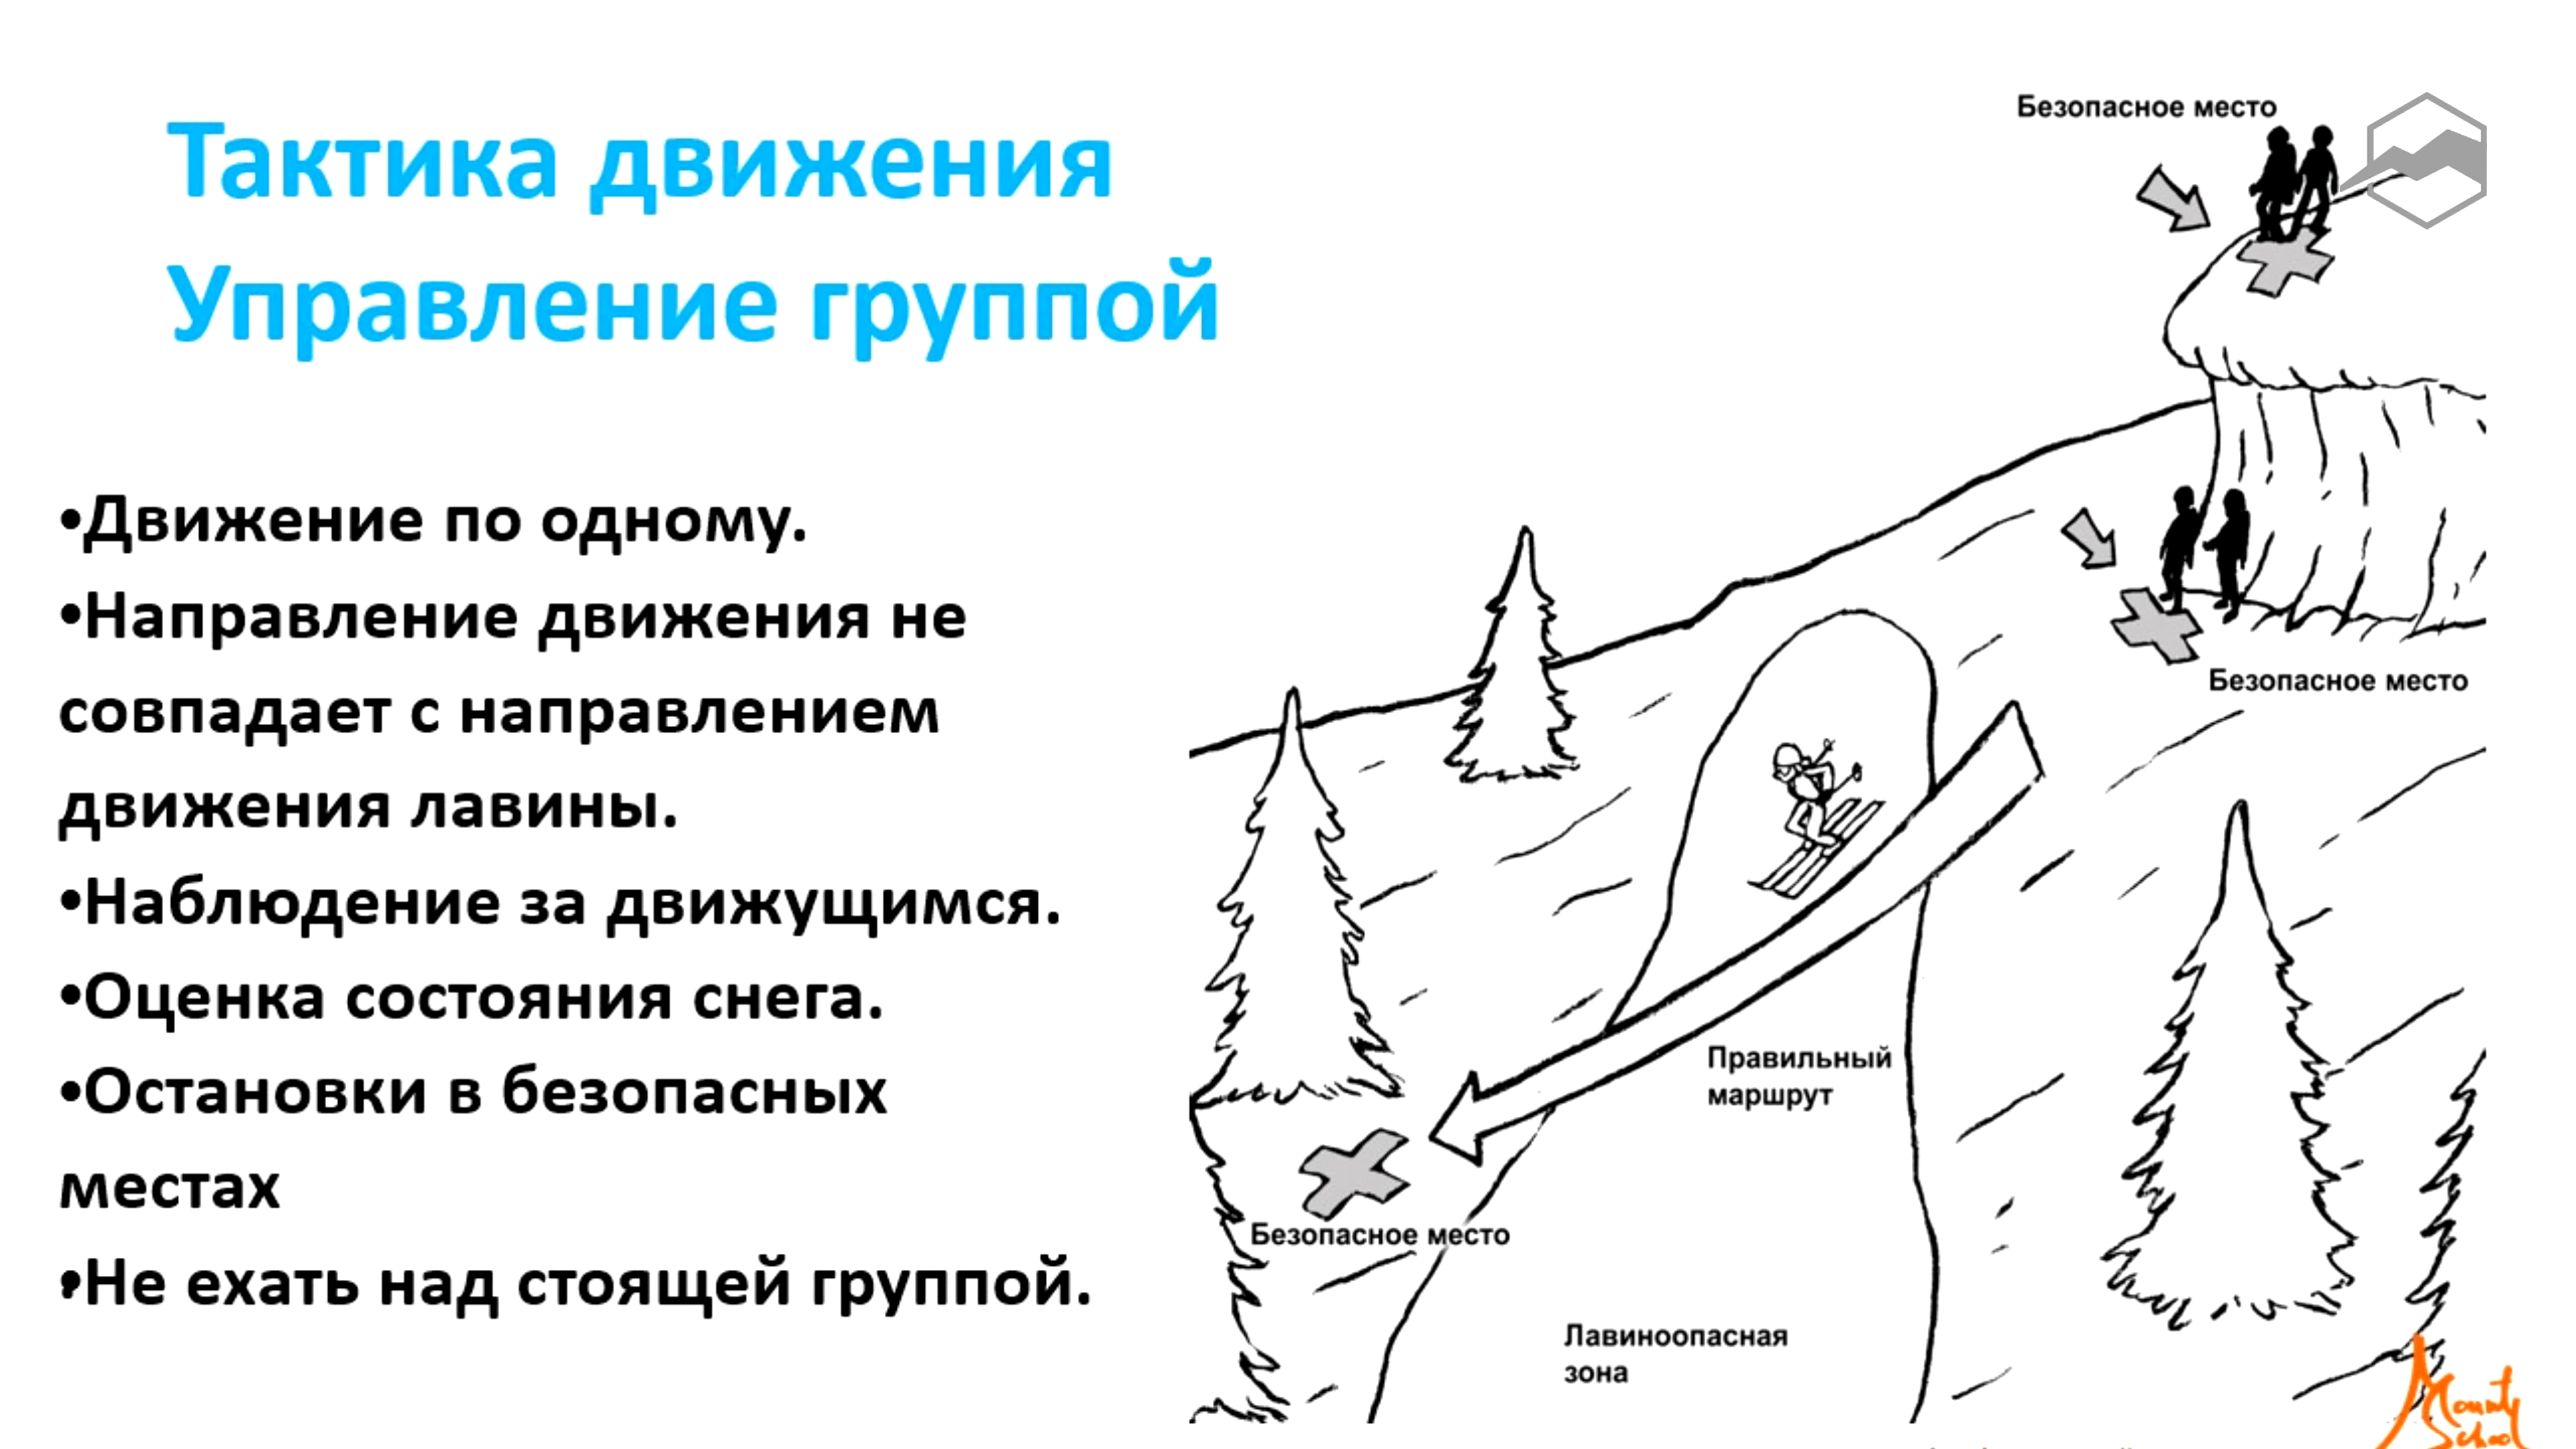 Тактика движения
Управление группой
•Движение по одному.
•Направление движения не
совпадает с направлением
движения лавины.
•Наблюдение за движущимся.
•Оценка состояния снега.
•Остановки в безопасных
местах
•Не ехать над стоящей группой.
Безопасное место
Безопасное место
Правильный
маршрут
Безопасное место
Лавиноопасная
зона
Mounty
School